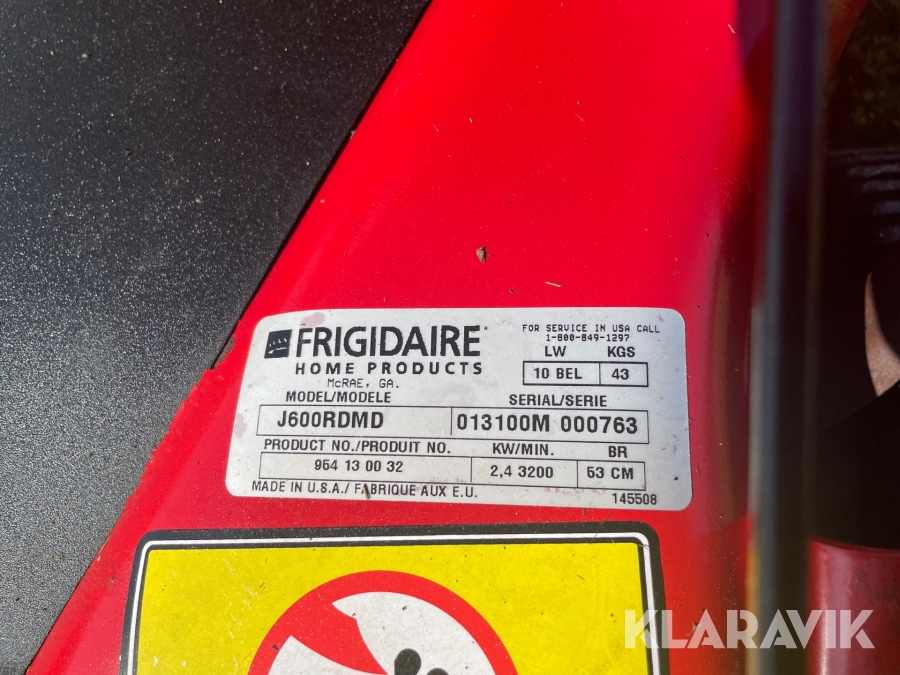 FRIGIDAIRE
HOME PRODUCTS
McRAE, GA.
FOR SERVICE IN USA CALL
1-800-849-1297
LW KGS
10 BEL 43
MODEL/MODELE SERIAL/SERIE
J600RDMD 013100M 000763
PRODUCT NO./PRODUIT NO. KW/MIN. BR
954 13 00 32 2,4 3200 53 CM
MADE IN U.S.A./ FABRIQUE AUX E.U. 145508
KLARAVIK